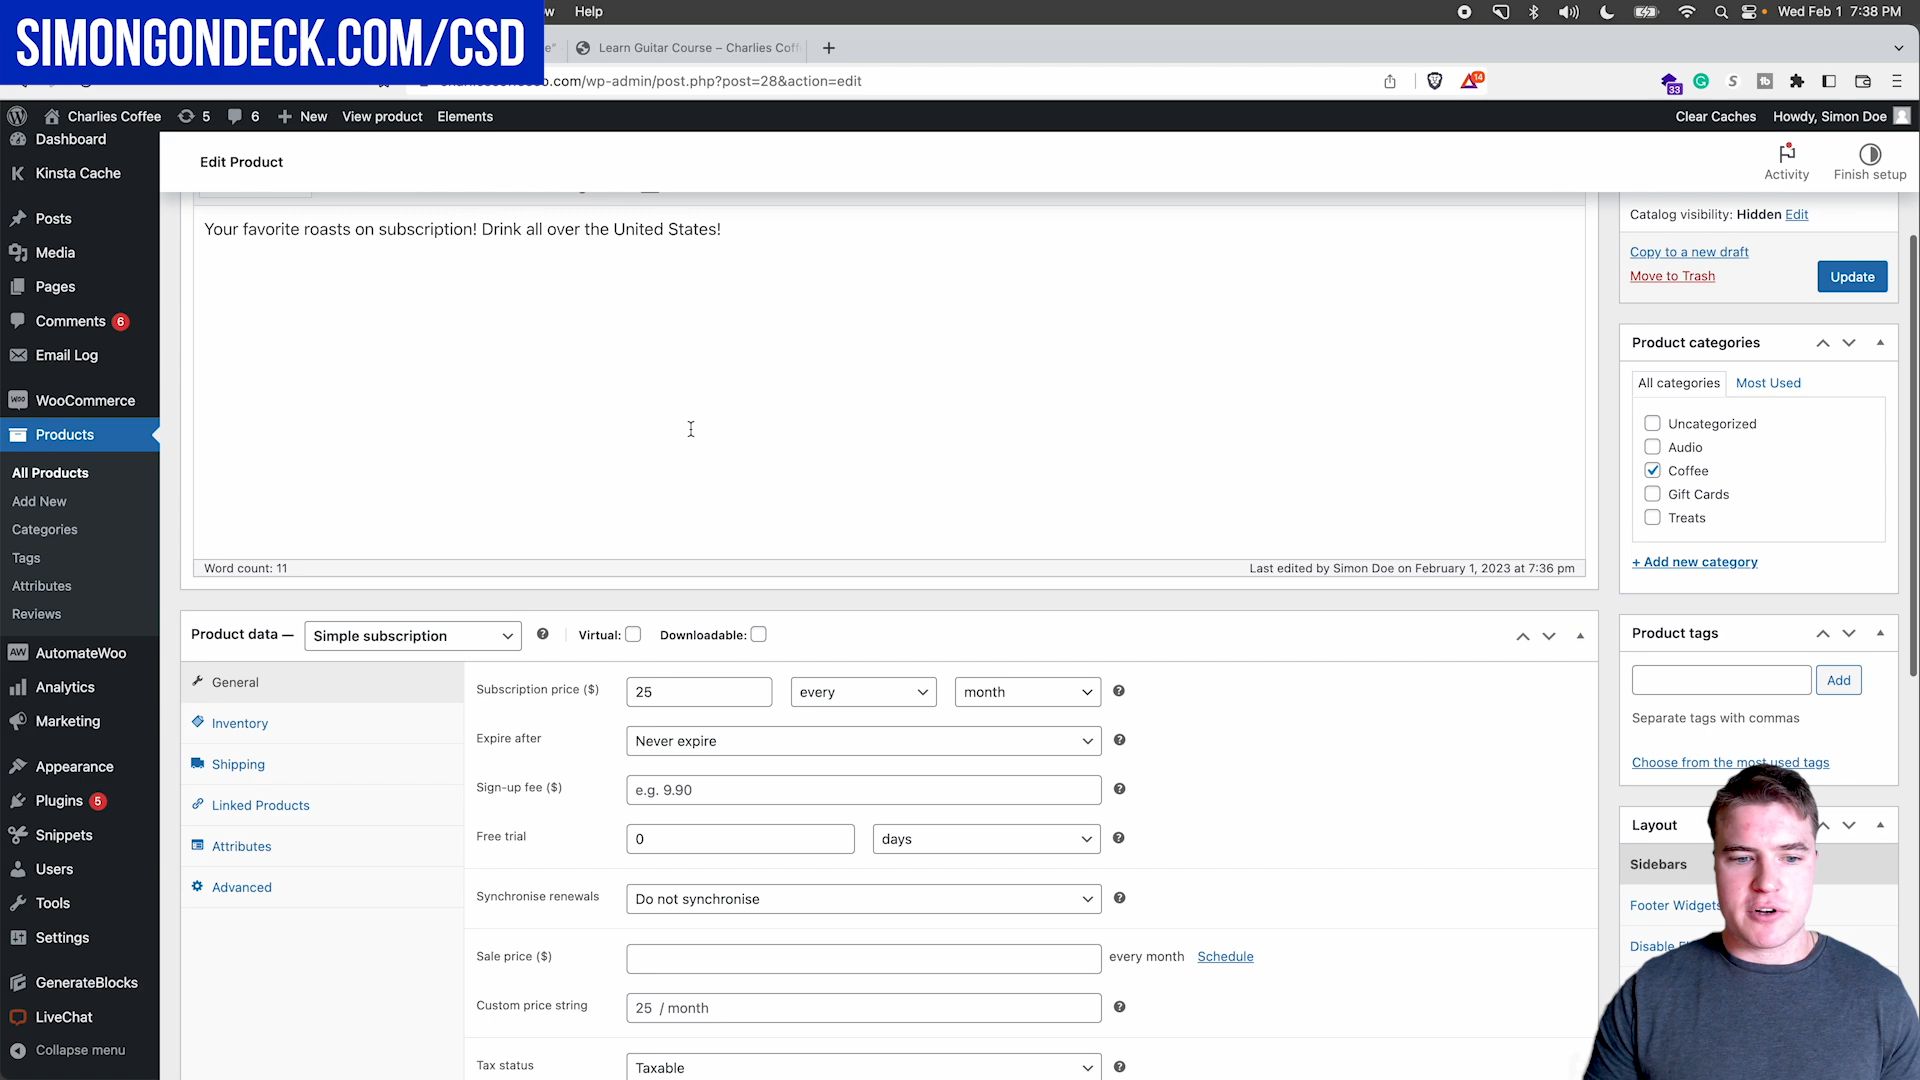 SIMONGONDECK.COM/CSD
w
Help
Wed Feb 1 7:38 PM
Learn Guitar Course – Charlies Coff
.com/wp-admin/post.php?post=28&action=edit
14
33
Charlies Coffee
5
6
New
View product
Elements
Clear Caches
Howdy, Simon Doe
Dashboard
Kinsta Cache
Posts
Media
Pages
Comments 6
Email Log
WooCommerce
Products
All Products
Add New
Categories
Tags
Attributes
Reviews
AutomateWoo
Analytics
Marketing
Appearance
Plugins 5
Snippets
Users
Tools
Settings
GenerateBlocks
LiveChat
Collapse menu
Edit Product
Activity
Finish setup
Your favorite roasts on subscription! Drink all over the United States!
Word count: 11
Last edited by Simon Doe on February 1, 2023 at 7:36 pm
Product data —
Simple subscription
Virtual:
Downloadable:
General
Inventory
Shipping
Linked Products
Attributes
Advanced
Subscription price ($)
25
every
month
Expire after
Never expire
Sign-up fee ($)
e.g. 9.90
Free trial
0
days
Synchronise renewals
Do not synchronise
Sale price ($)
every month
Schedule
Custom price string
25 / month
Tax status
Taxable
Catalog visibility: Hidden Edit
Copy to a new draft
Move to Trash
Update
Product categories
All categories
Most Used
Uncategorized
Audio
Coffee
Gift Cards
Treats
+ Add new category
Product tags
Add
Separate tags with commas
Choose from the most used tags
Layout
Sidebars
Footer Widgets
Disable